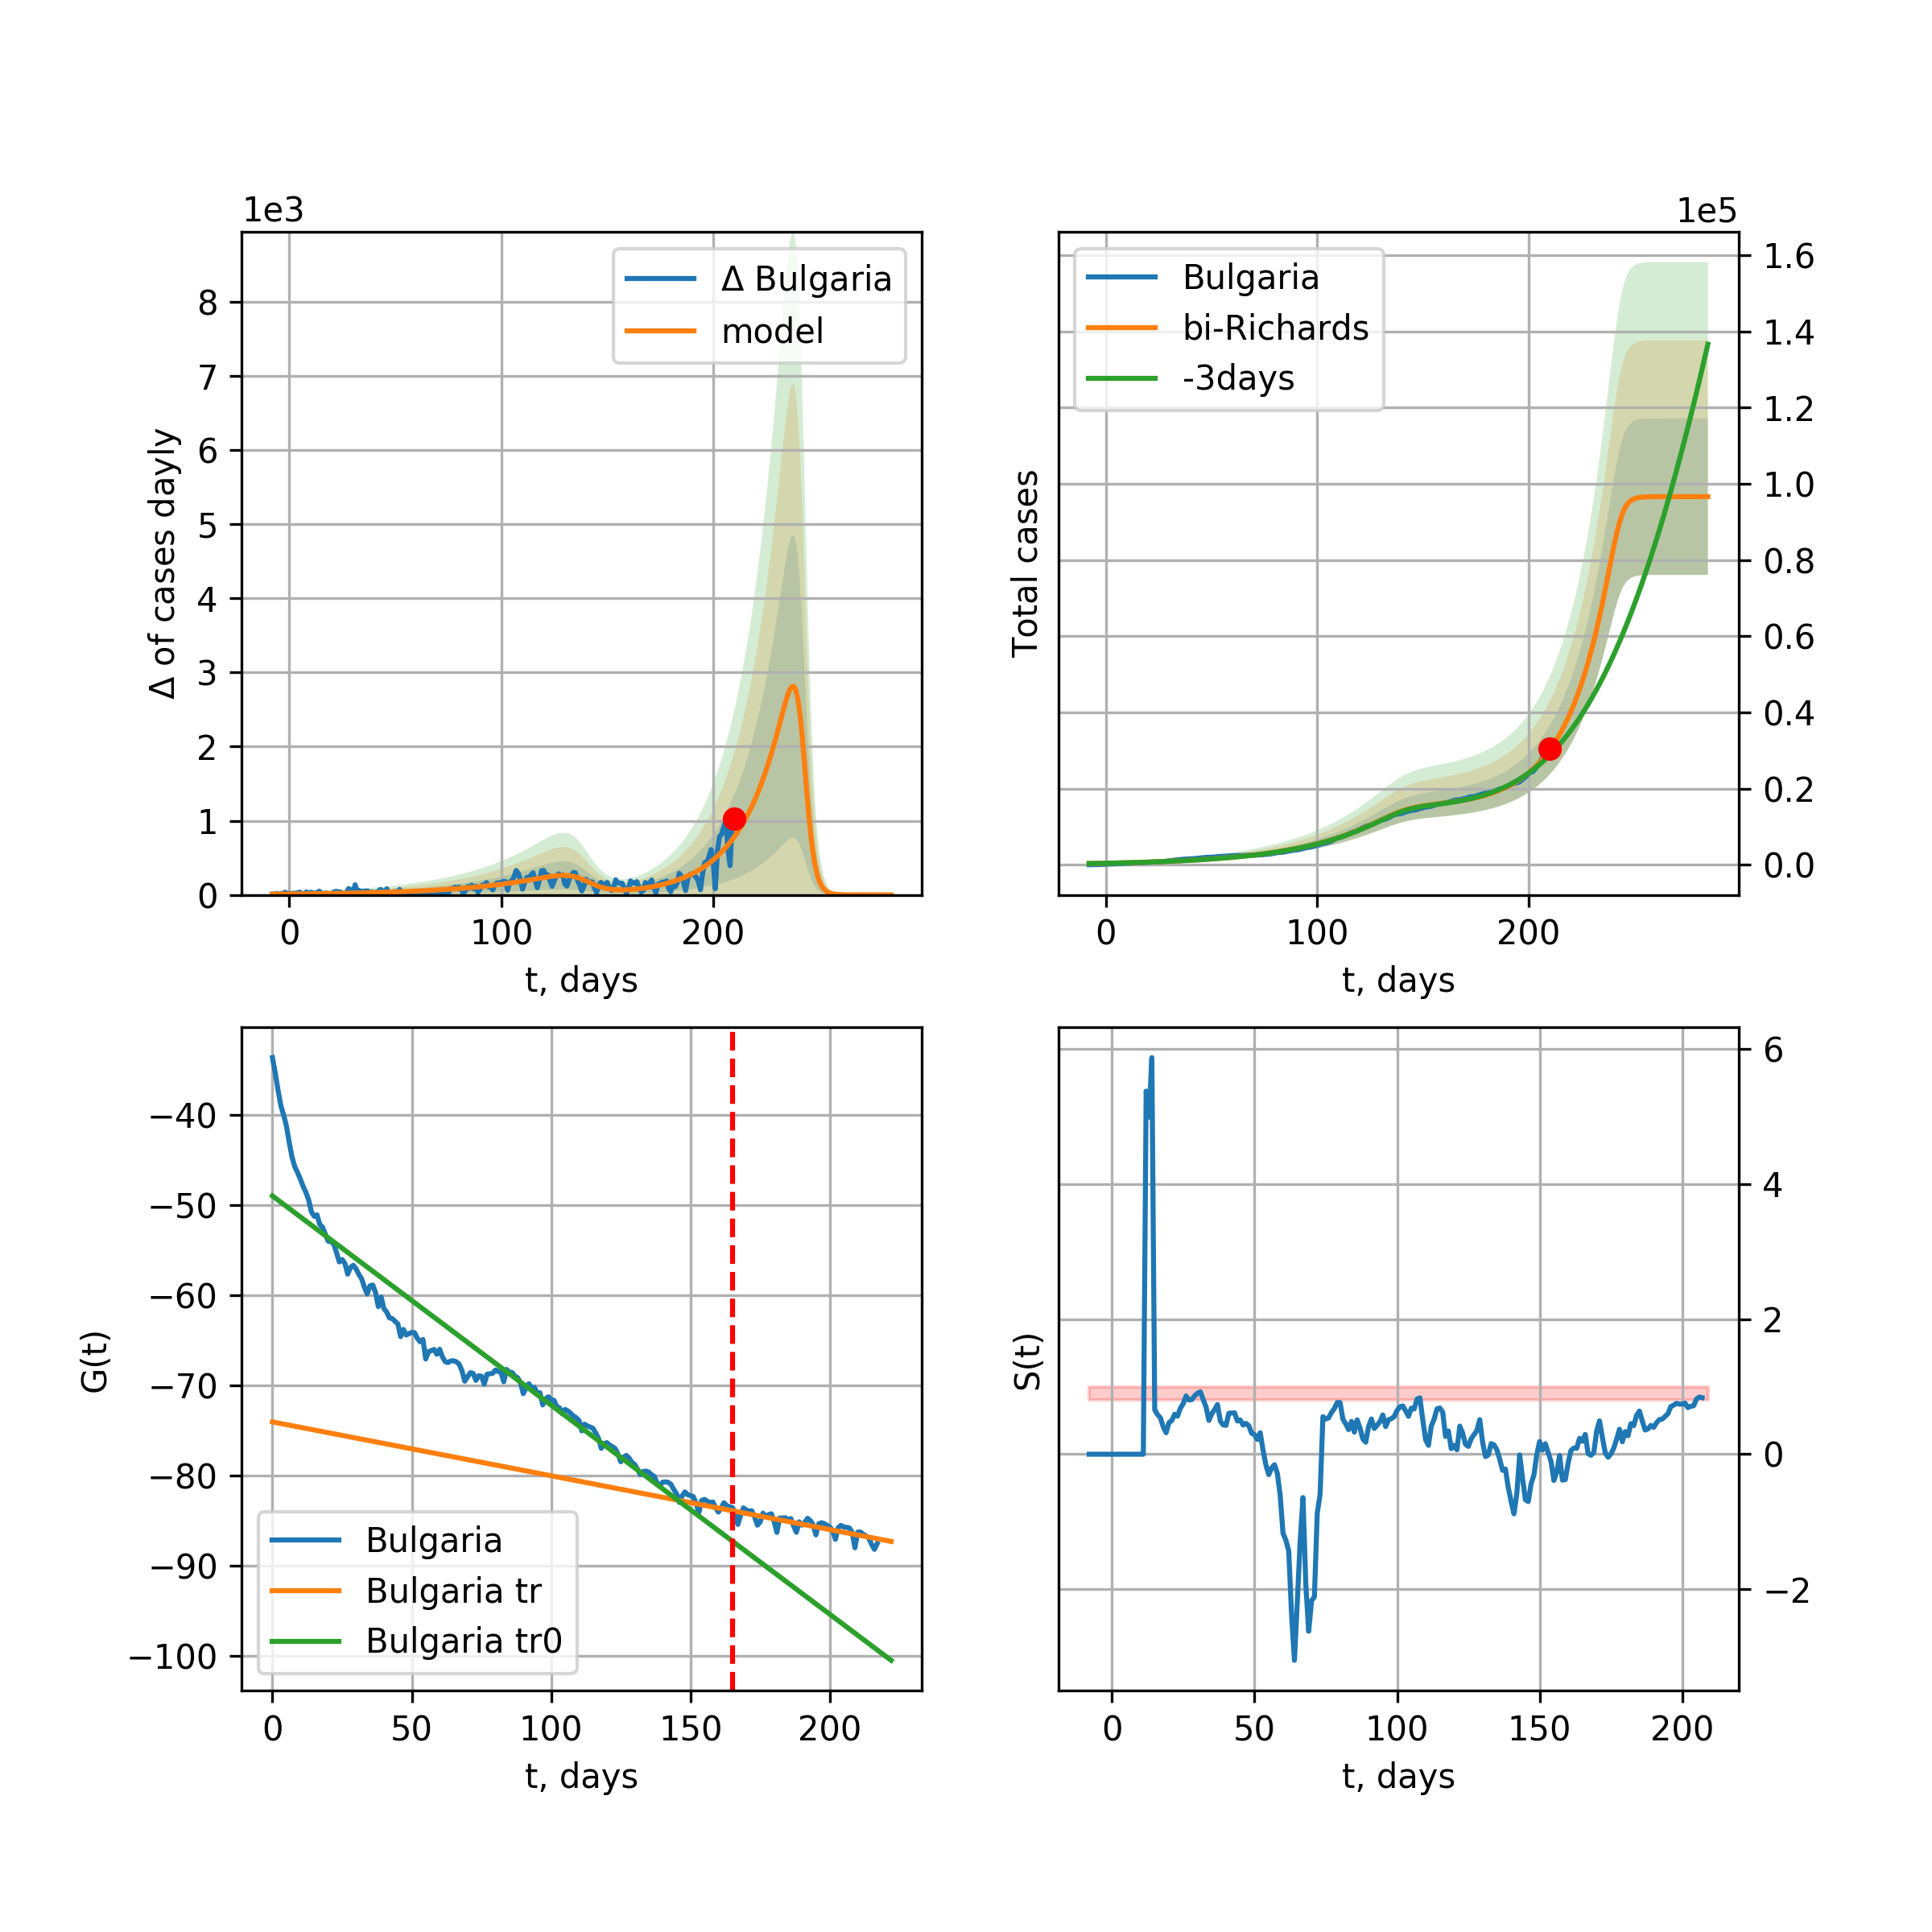 1e3
Δ of cases dayly
8
7
6
5
4
3
2
1
0
0 100 200
t, days
Δ Bulgaria
model
1e5
Total cases
1.6
1.4
1.2
1.0
0.8
0.6
0.4
0.2
0.0
0 100 200
t, days
Bulgaria
bi-Richards
-3days
G(t)
−40
−50
−60
−70
−80
−90
−100
0 50 100 150 200
t, days
Bulgaria
Bulgaria tr
Bulgaria tr0
S(t)
6
4
2
0
−2
0 50 100 150 200
t, days